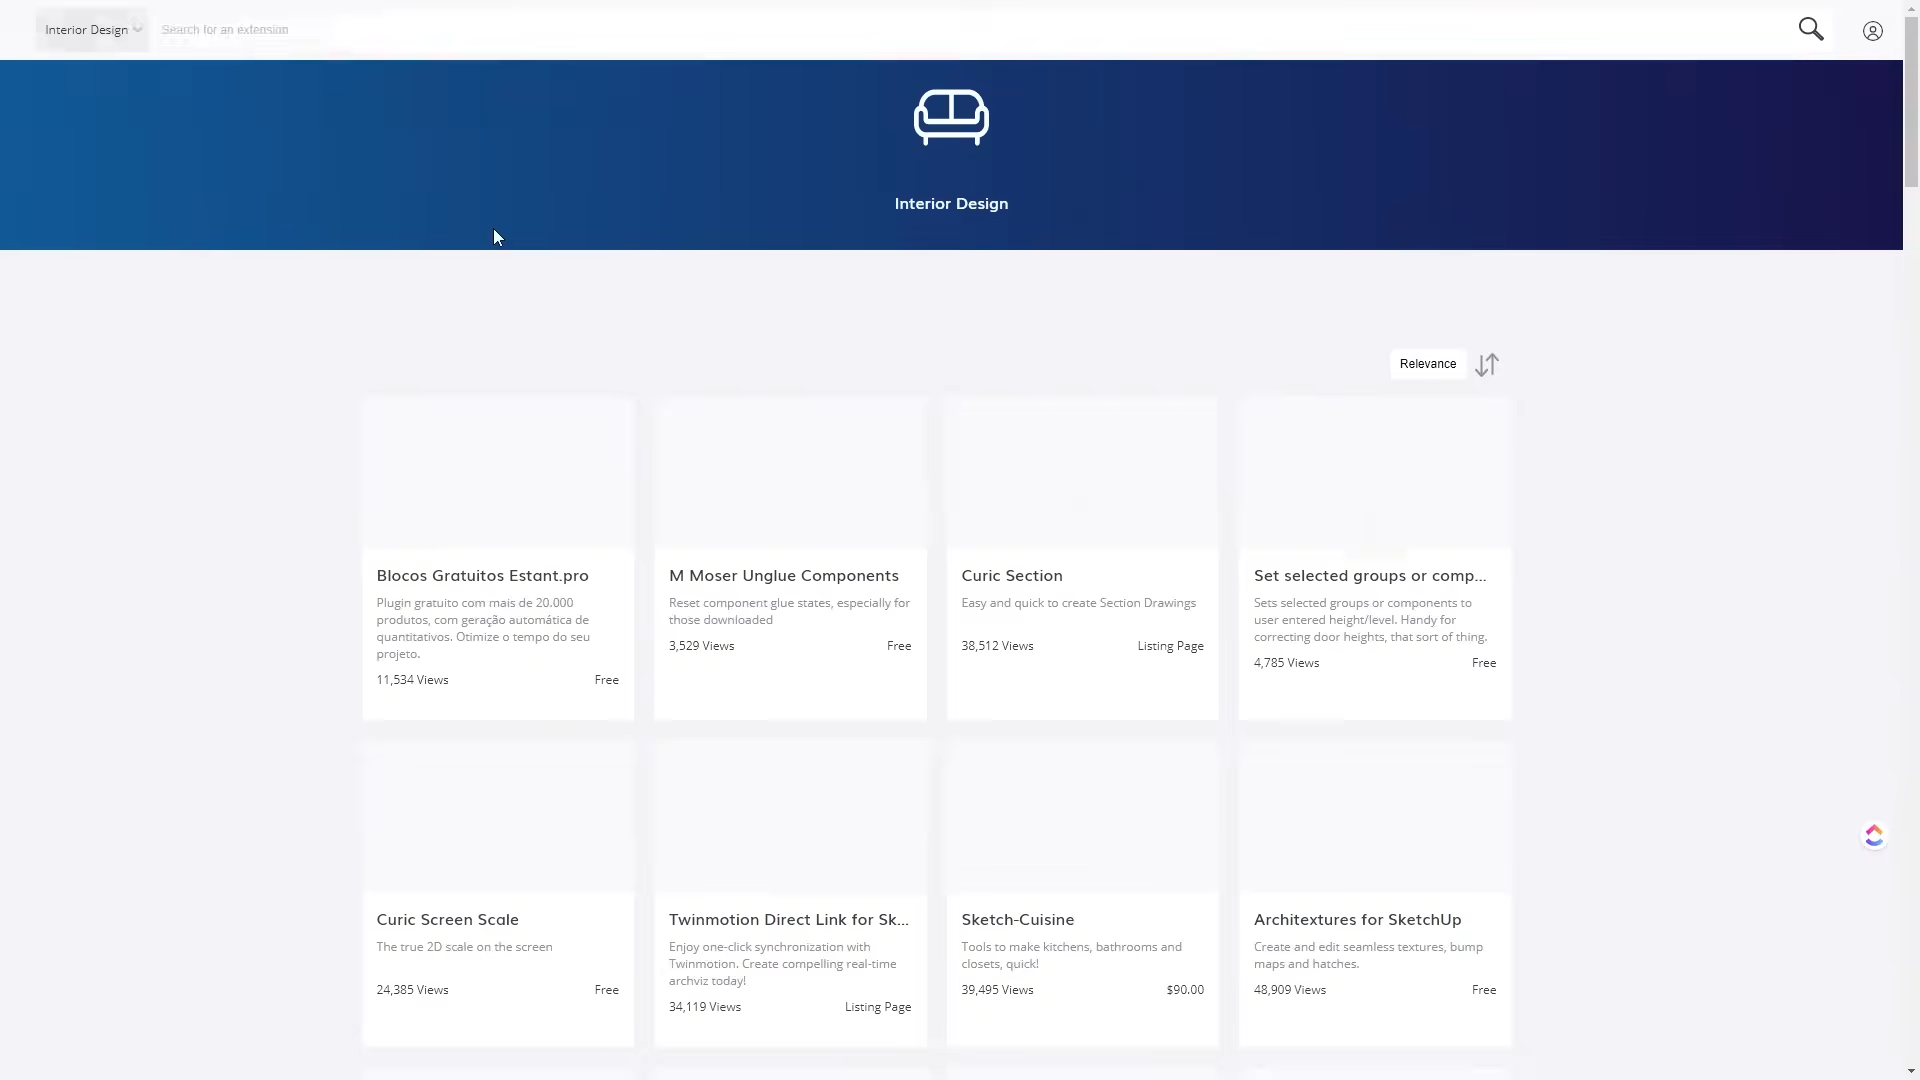 Interior Design
Search for an extension
Interior Design
Relevance
Blocos Gratuitos Estant.pro
Plugin gratuito com mais de 20.000
produtos, com geração automática de
quantitativos. Otimize o tempo do seu
projeto.
11,534 Views Free
M Moser Unglue Components
Reset component glue states, especially for
those downloaded
3,529 Views Free
Curic Section
Easy and quick to create Section Drawings
38,512 Views Listing Page
Set selected groups or comp...
Sets selected groups or components to
user entered height/level. Handy for
correcting door heights, that sort of thing.
4,785 Views Free
Curic Screen Scale
The true 2D scale on the screen
24,385 Views Free
Twinmotion Direct Link for Sk...
Enjoy one-click synchronization with
Twinmotion. Create compelling real-time
archviz today!
34,119 Views Listing Page
Sketch-Cuisine
Tools to make kitchens, bathrooms and
closets, quick!
39,495 Views $90.00
Architextures for SketchUp
Create and edit seamless textures, bump
maps and hatches.
48,909 Views Free